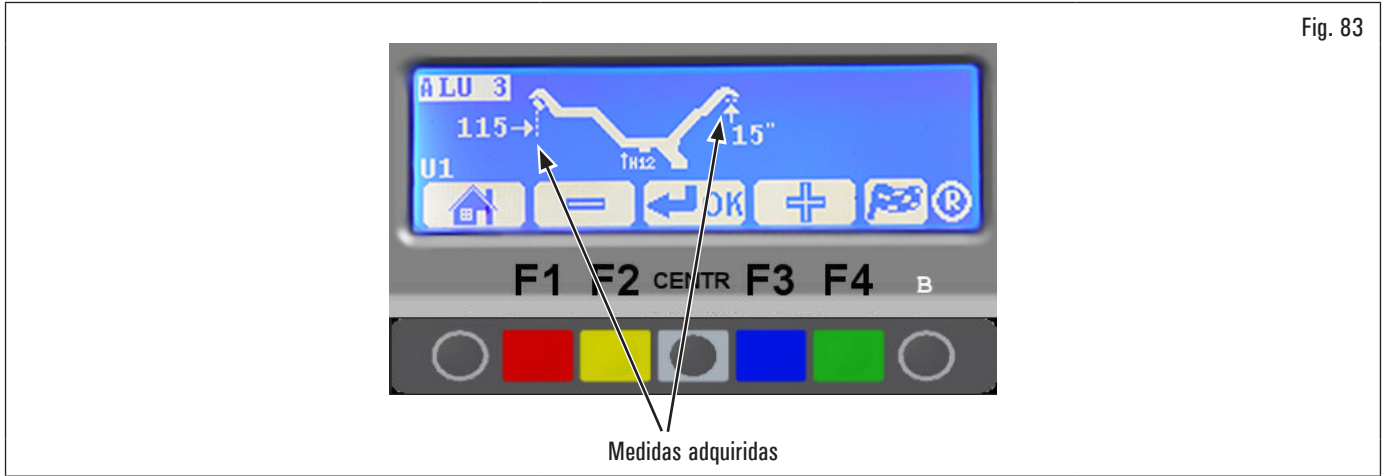 Fig. 83
ALU 3
115
15"
H12
U1
OK
R
F1 F2 CENTR F3 F4 B
Medidas adquiridas